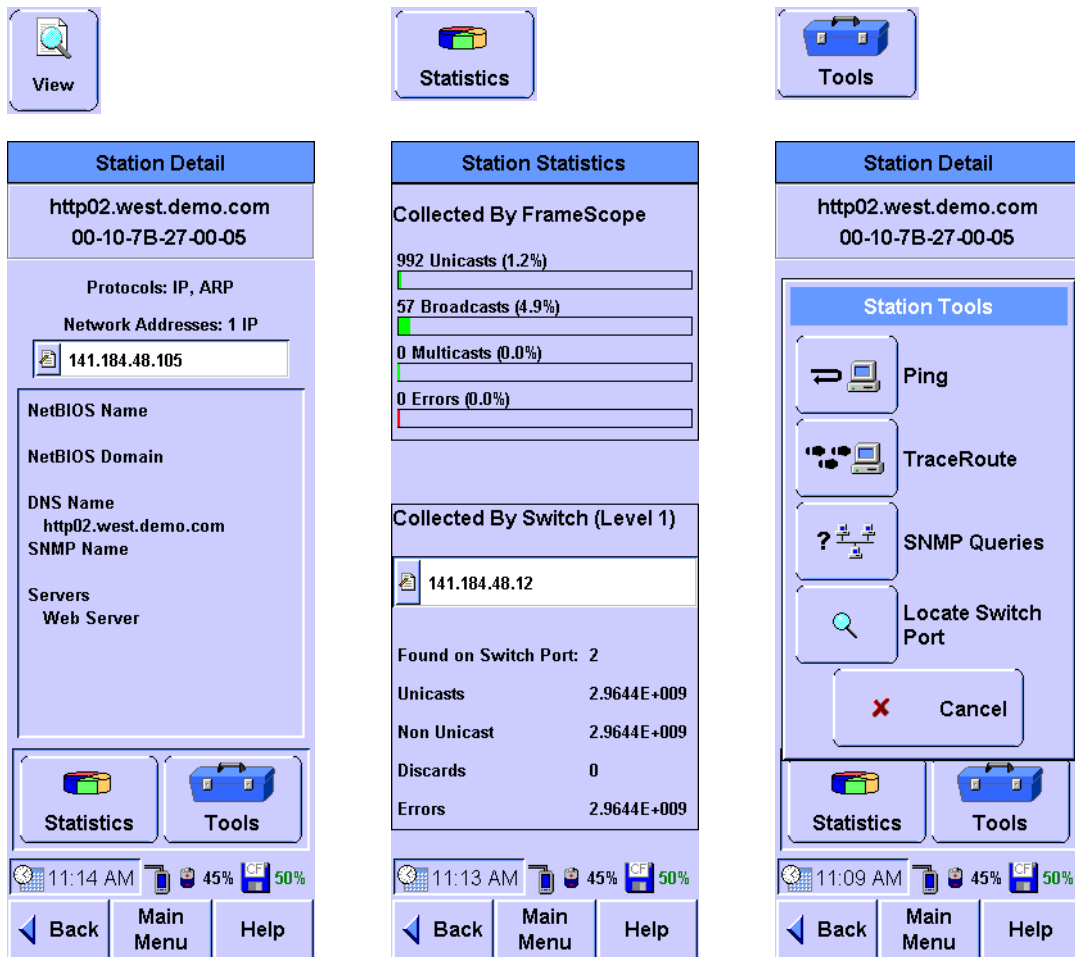 View
Statistics
Tools
Station Detail
http02.west.demo.com
00-10-7B-27-00-05
Protocols: IP, ARP
Network Addresses: 1 IP
141.184.48.105
NetBIOS Name
NetBIOS Domain
DNS Name
http02.west.demo.com
SNMP Name
Servers
Web Server
Statistics
Tools
11:14 AM
45%
CF
50%
Back
Main
Menu
Help
Station Statistics
Collected By FrameScope
992 Unicasts (1.2%)
57 Broadcasts (4.9%)
0 Multicasts (0.0%)
0 Errors (0.0%)
Collected By Switch (Level 1)
141.184.48.12
Found on Switch Port: 2
Unicasts 2.9644E+009
Non Unicast 2.9644E+009
Discards 0
Errors 2.9644E+009
11:13 AM
45%
CF
50%
Back
Main
Menu
Help
Station Detail
http02.west.demo.com
00-10-7B-27-00-05
Station Tools
Ping
TraceRoute
?
SNMP Queries
Locate Switch
Port
Cancel
Statistics
Tools
11:09 AM
45%
CF
50%
Back
Main
Menu
Help